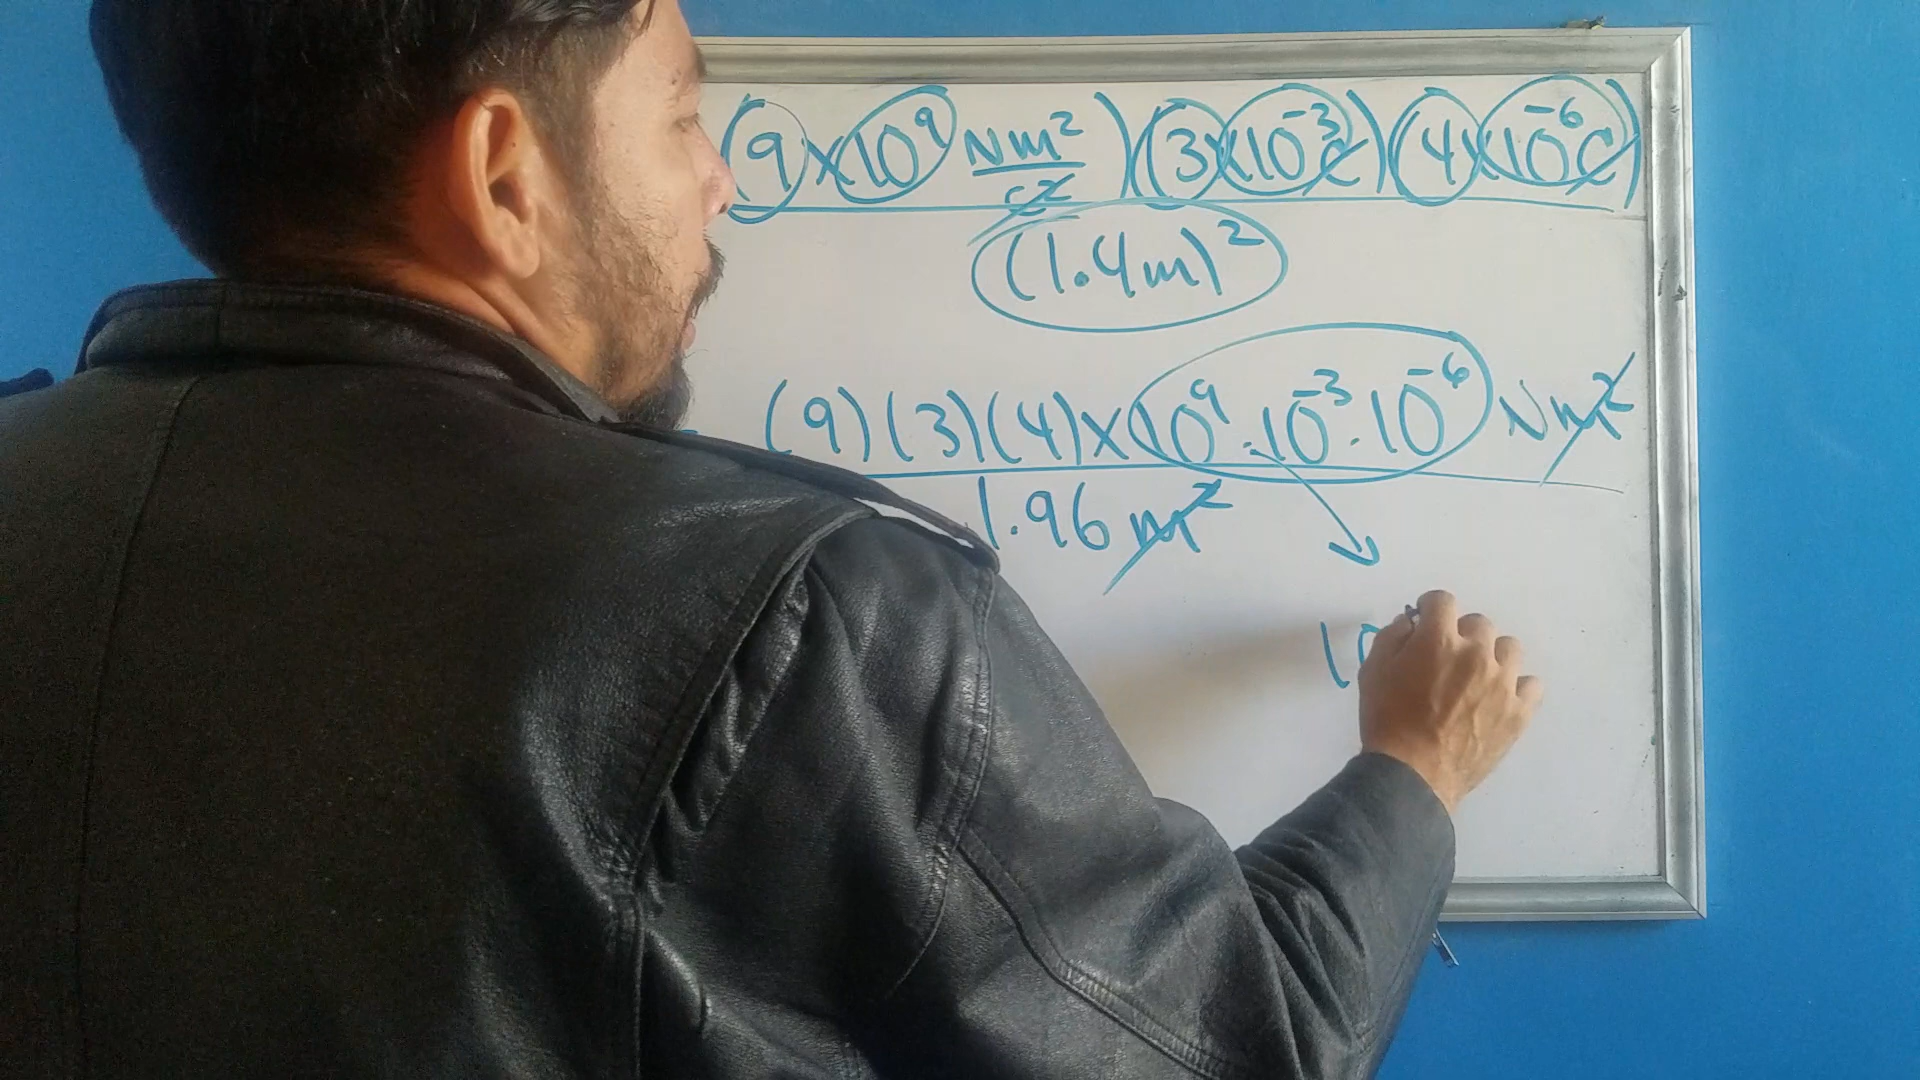 (9×10⁹ Nm²/C²)(3×10⁻³C)(4×10⁻⁶C)
(1.4m)²
(9)(3)(4)×10⁹·10⁻³·10⁻⁶ Nm²
1.96 m²
10